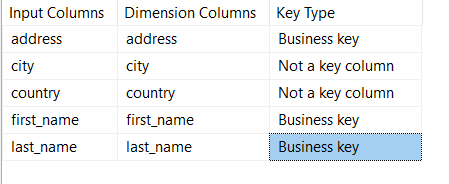 Input Columns Dimension Columns Key Type
address address Business key
city city Not a key column
country country Not a key column
first_name first_name Business key
last_name last_name Business key